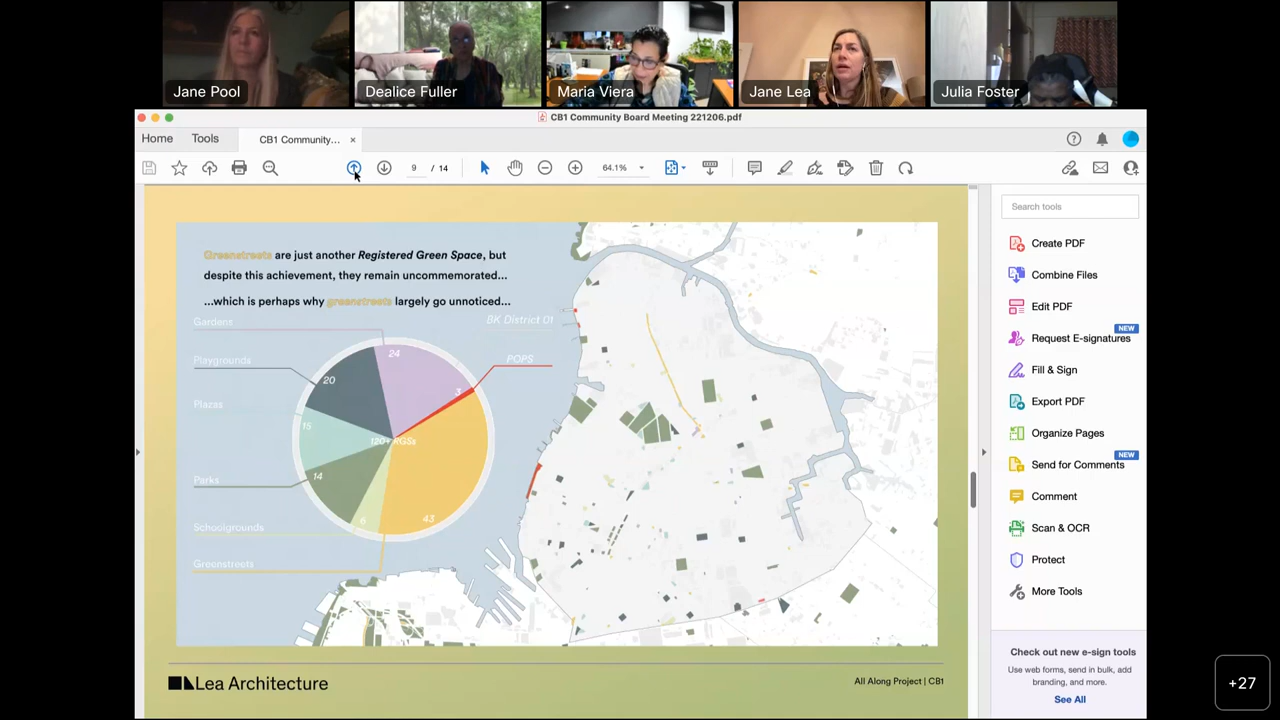 Jane Pool
Dealice Fuller
Maria Viera
Jane Lea
Julia Foster
CB1 Community Board Meeting 221206.pdf
Home
Tools
CB1 Community...
9 / 14
64.1%
Greenstreets are just another Registered Green Space, but
despite this achievement, they remain uncommemorated...
...which is perhaps why greenstreets largely go unnoticed...
Gardens
BK District 01
Playgrounds
POPS
24
20
3
Plazas
15
120+ RGSs
Parks
14
Schoolgrounds
6
43
Greenstreets
Lea Architecture
All Along Project | CB1
Search tools
Create PDF
Combine Files
Edit PDF
NEW
Request E-signatures
Fill & Sign
Export PDF
Organize Pages
NEW
Send for Comments
Comment
Scan & OCR
Protect
More Tools
Check out new e-sign tools
Use web forms, send in bulk, add
branding, and more.
See All
+27